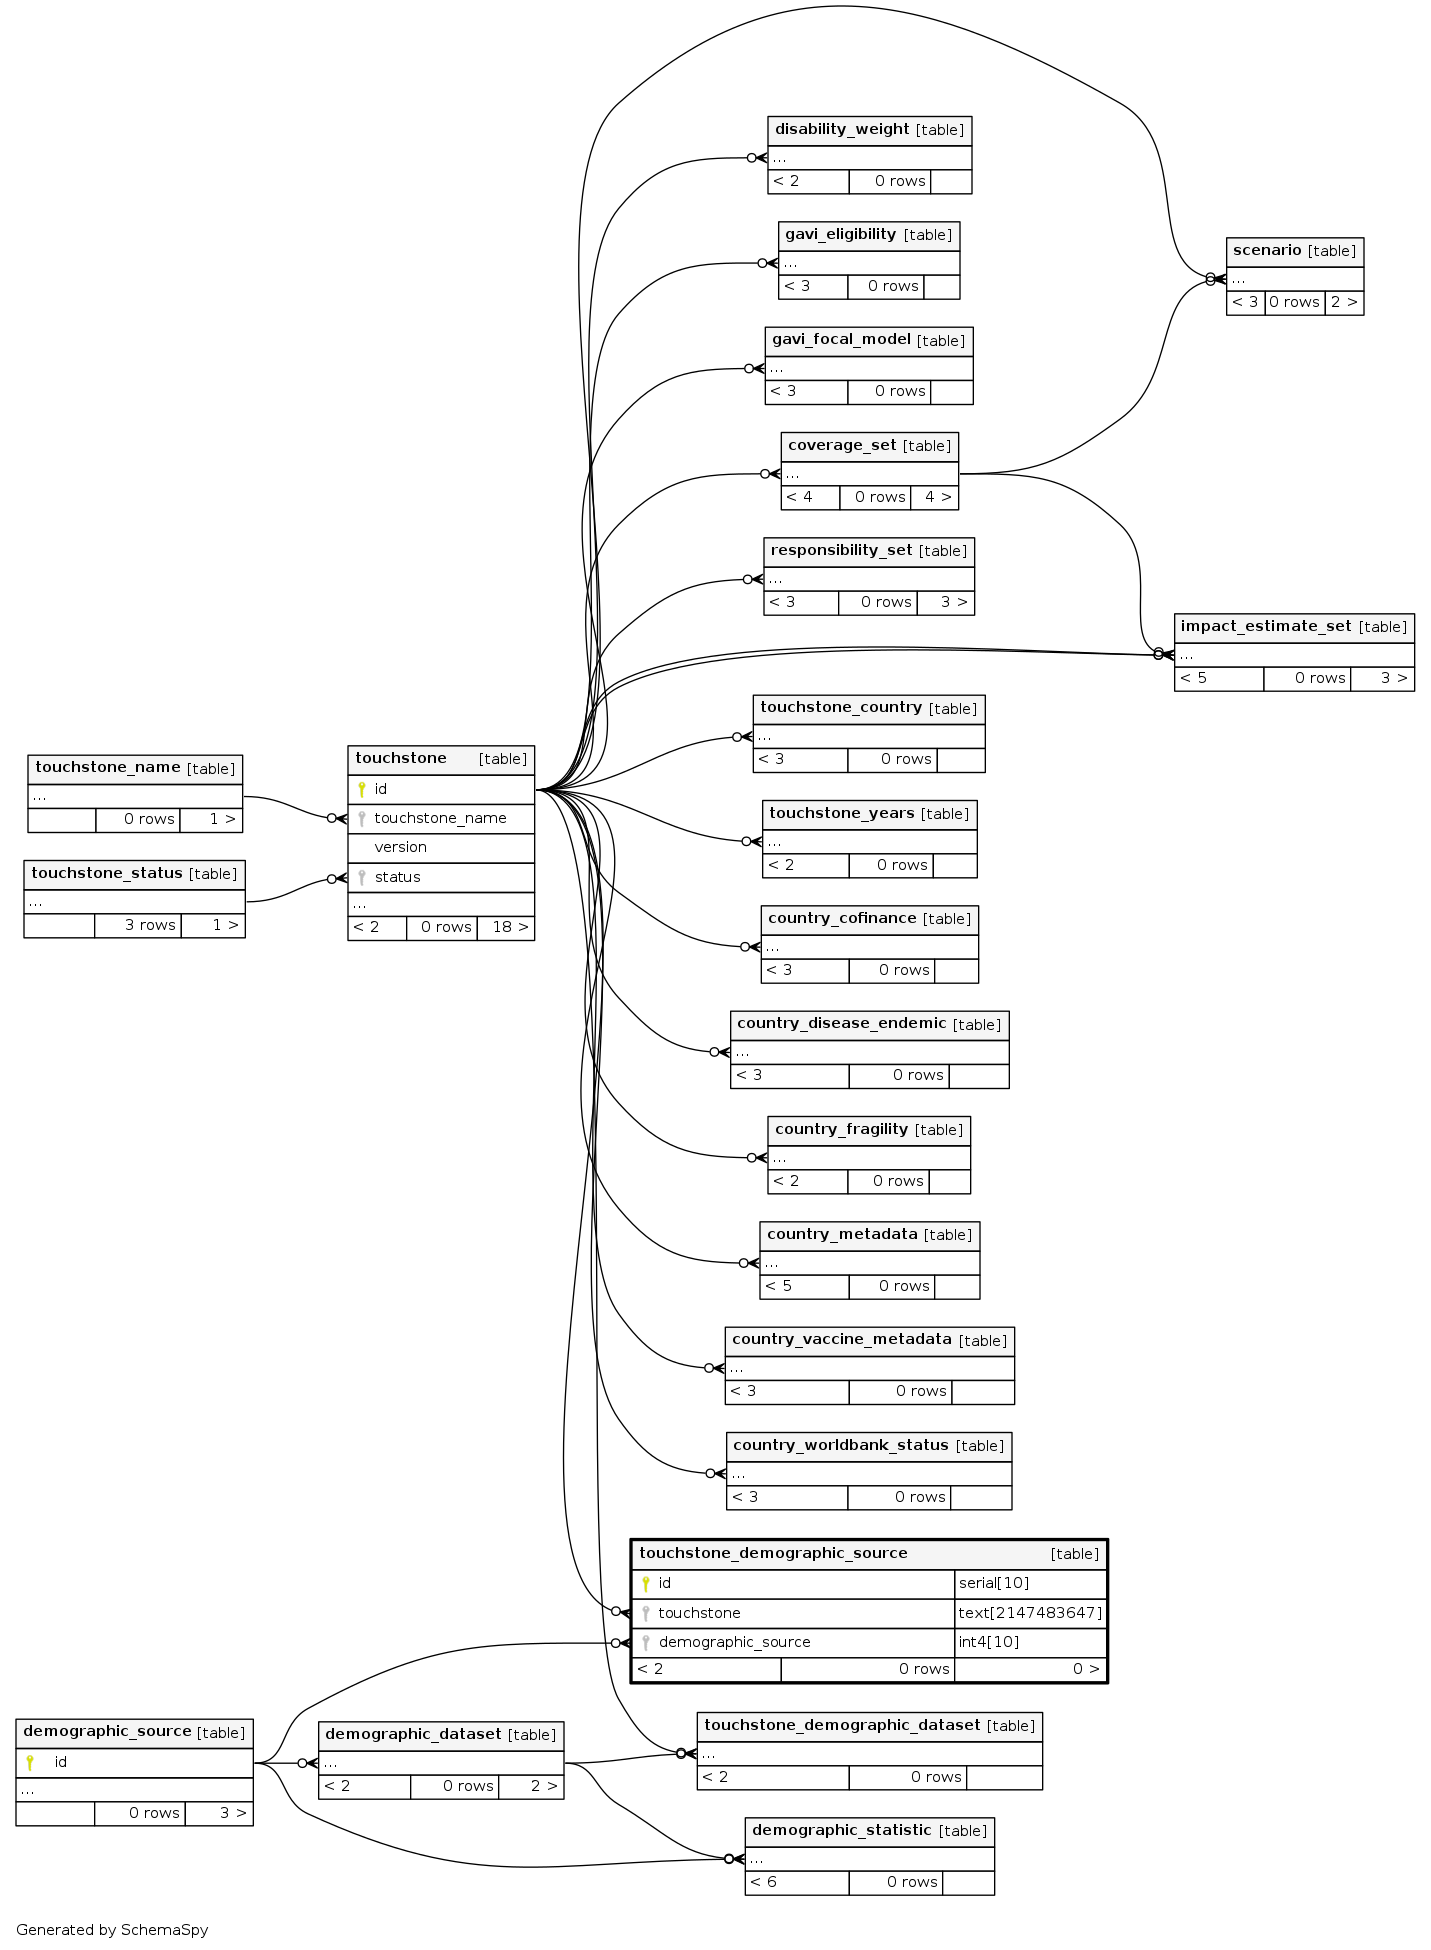 disability_weight [table]
...
< 2 0 rows
gavi_eligibility [table]
...
< 3 0 rows
scenario [table]
...
< 3 0 rows 2 >
gavi_focal_model [table]
...
< 3 0 rows
coverage_set [table]
...
< 4 0 rows 4 >
responsibility_set [table]
...
< 3 0 rows 3 >
impact_estimate_set [table]
...
< 5 0 rows 3 >
touchstone_country [table]
...
< 3 0 rows
touchstone_name [table]
...
0 rows 1 >
touchstone [table]
id
touchstone_name
version
status
...
< 2 0 rows 18 >
touchstone_years [table]
...
< 2 0 rows
touchstone_status [table]
...
3 rows 1 >
country_cofinance [table]
...
< 3 0 rows
country_disease_endemic [table]
...
< 3 0 rows
country_fragility [table]
...
< 2 0 rows
country_metadata [table]
...
< 5 0 rows
country_vaccine_metadata [table]
...
< 3 0 rows
country_worldbank_status [table]
...
< 3 0 rows
touchstone_demographic_source [table]
id serial[10]
touchstone text[2147483647]
demographic_source int4[10]
< 2 0 rows 0 >
demographic_source [table]
id
...
0 rows 3 >
demographic_dataset [table]
...
< 2 0 rows 2 >
touchstone_demographic_dataset [table]
...
< 2 0 rows
demographic_statistic [table]
...
< 6 0 rows
Generated by SchemaSpy